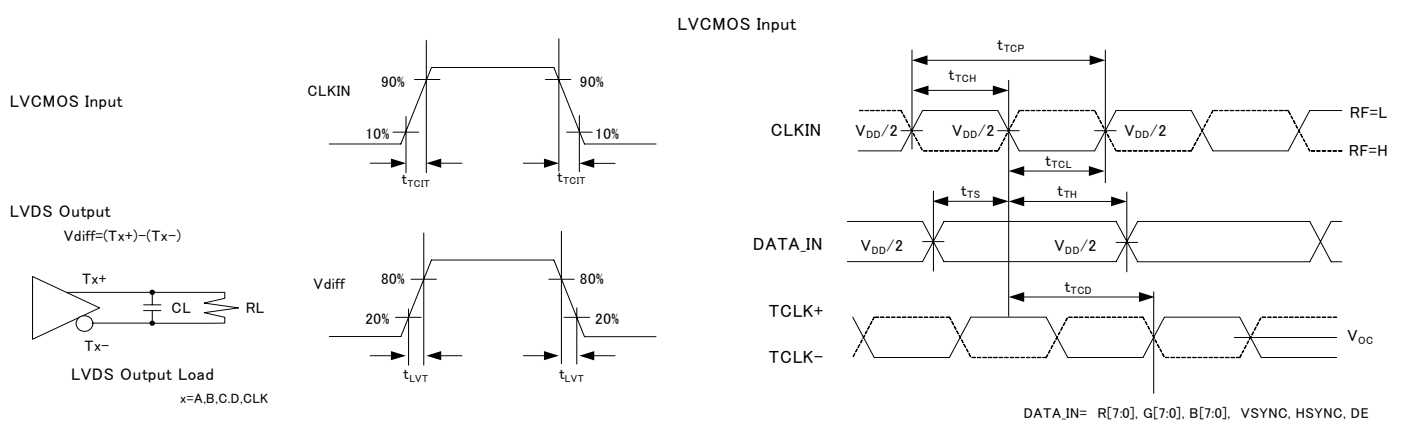 LVCMOS Input
CLKIN
90%
90%
10%
10%
tTCIT
tTCIT
LVDS Output
Vdiff=(Tx+)-(Tx-)
Tx+
CL
RL
Tx-
LVDS Output Load
x=A,B,C.D,CLK
Vdiff
80%
80%
20%
20%
tLVT
tLVT
LVCMOS Input
tTCP
tTCH
CLKIN
VDD/2
VDD/2
VDD/2
RF=L
RF=H
tTCL
tTS
tTH
DATA_IN
VDD/2
VDD/2
tTCD
TCLK+
TCLK-
VOC
DATA_IN= R[7:0], G[7:0], B[7:0], VSYNC, HSYNC, DE